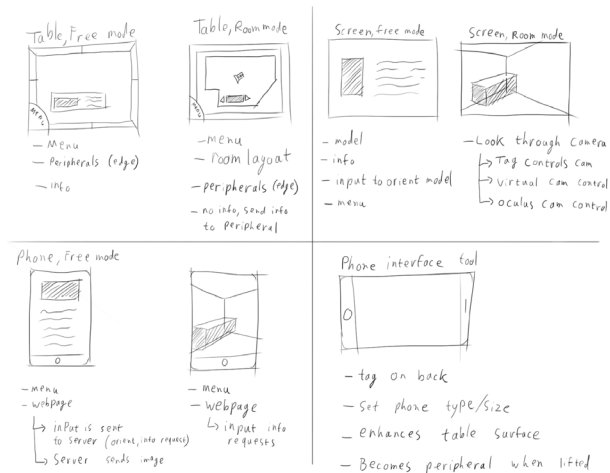 Table, Free mode
MENU
- Menu
- Peripherals (edge)
- info
Table, Room mode
MENU
- menu
- room layout
- peripherals (edge)
- no info, send info
to peripheral
Screen, free mode
- model
- info
- input to orient model
- menu
Screen, Room mode
- Look through camera
Tag controls cam
virtual cam control
oculus cam control
Phone, Free mode
- menu
- webpage
input is sent
to server (orient, info request)
Server sends image
- menu
- webpage
input info
requests
Phone interface tool
- tag on back
- Set phone type/size
- enhances table surface
- Becomes peripheral when lifted